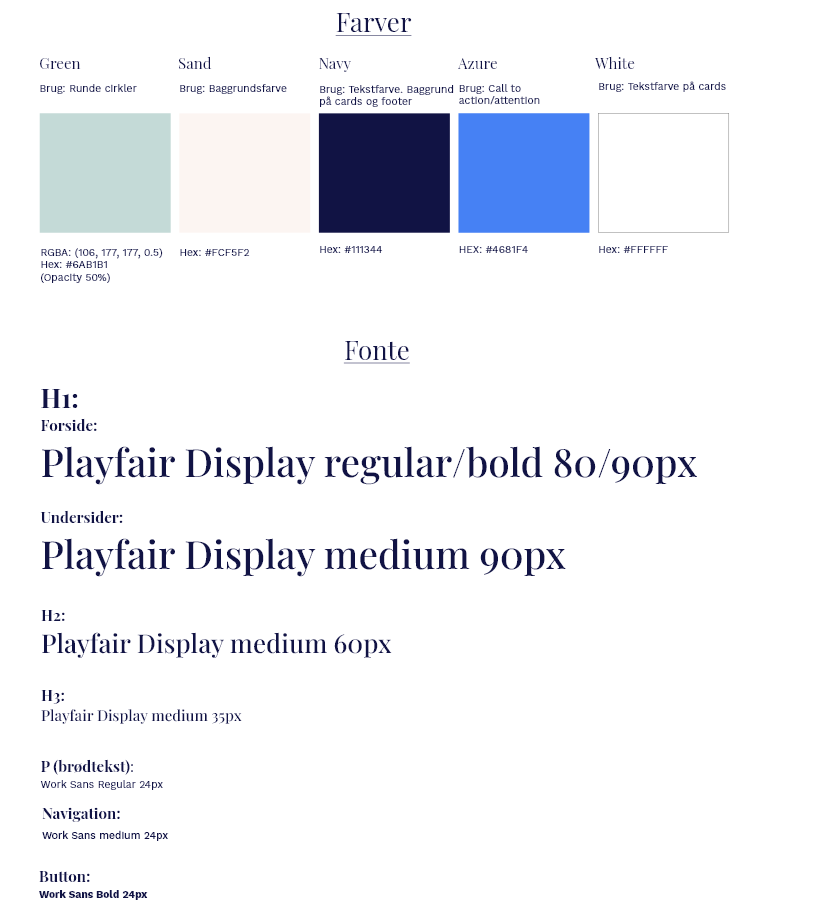 Farver
Green
Sand
Navy
Azure
White
Brug: Runde cirkler
Brug: Baggrundsfarve
Brug: Tekstfarve. Baggrund
på cards og footer
Brug: Call to
action/attention
Brug: Tekstfarve på cards
RGBA: (106, 177, 177, 0.5)
Hex: #6AB1B1
(Opacity 50%)
Hex: #FCF5F2
Hex: #111344
HEX: #4681F4
Hex: #FFFFFF
Fonte
H1:
Forside:
Playfair Display regular/bold 80/90px
Undersider:
Playfair Display medium 90px
H2:
Playfair Display medium 60px
H3:
Playfair Display medium 35px
P (brødtekst):
Work Sans Regular 24px
Navigation:
Work Sans medium 24px
Button:
Work Sans Bold 24px